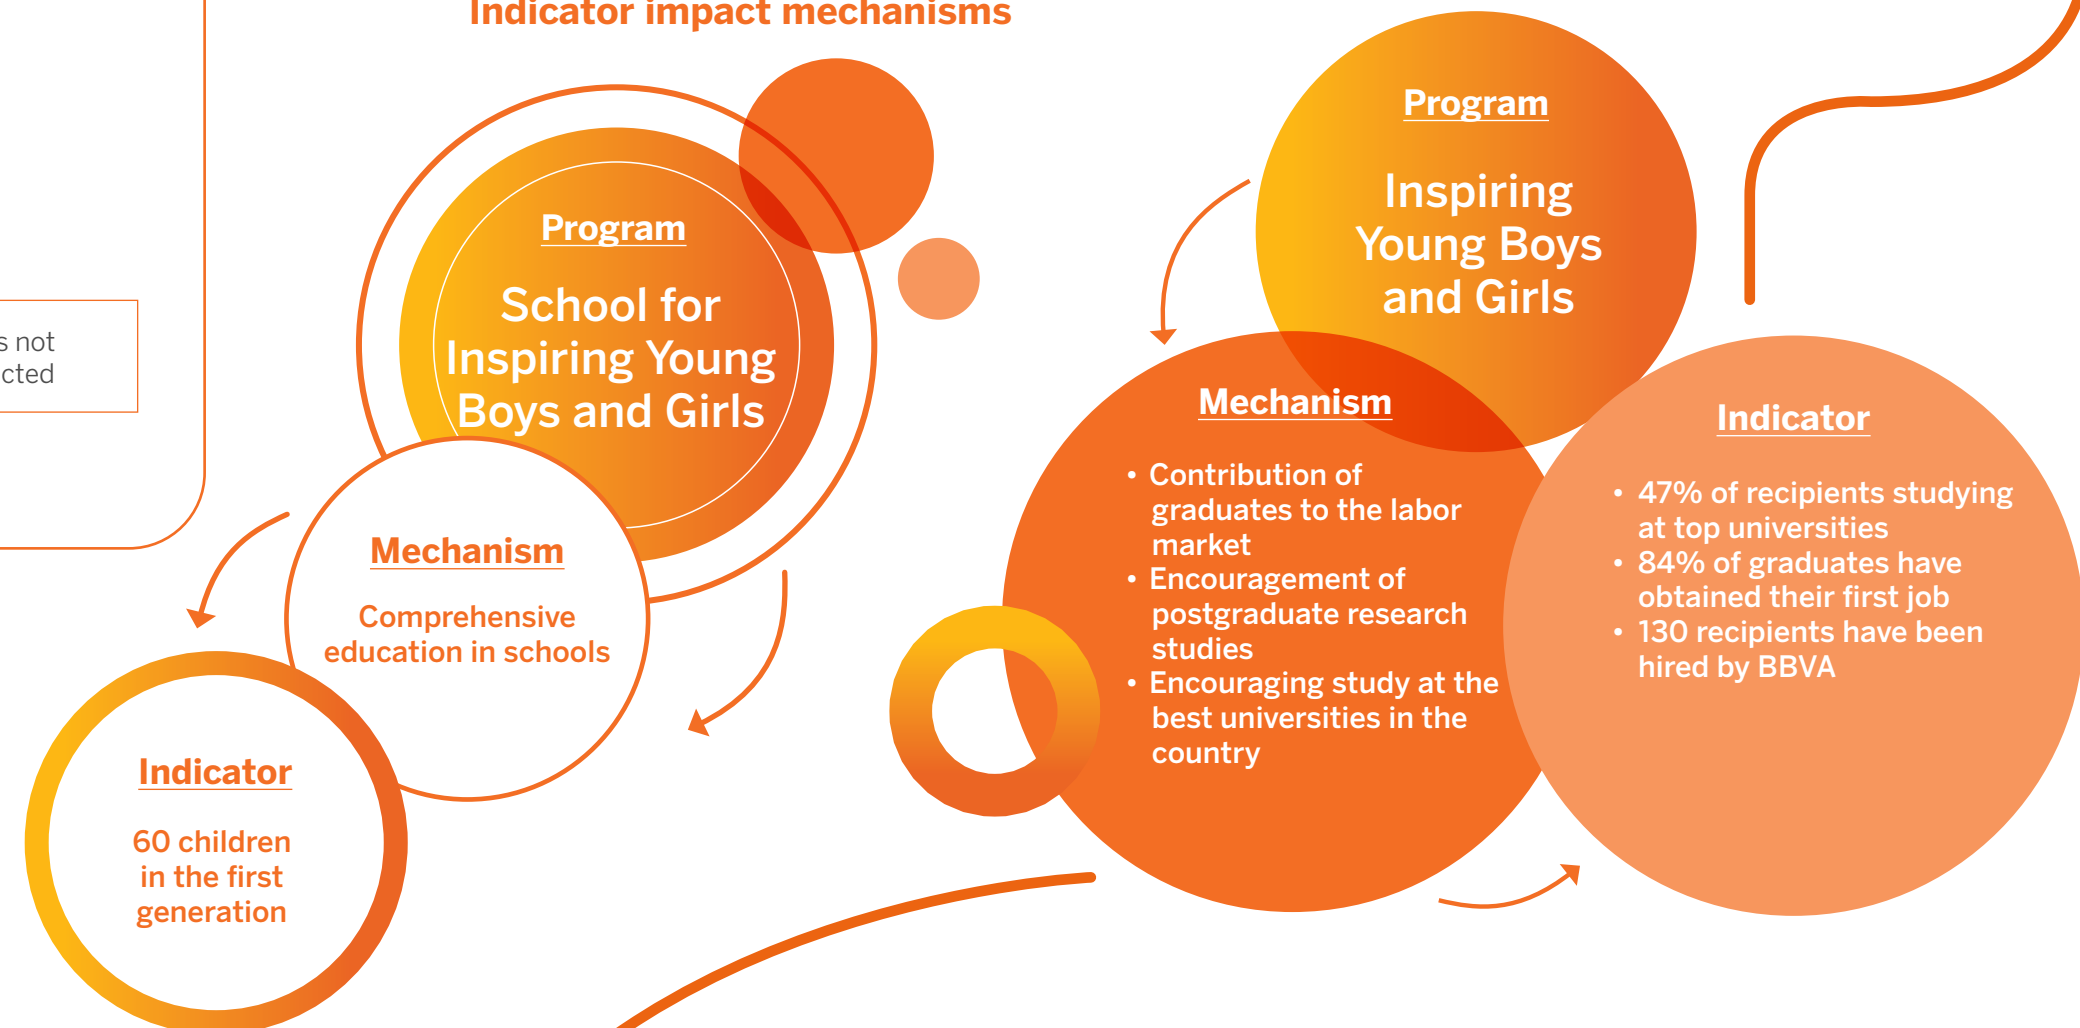 Indicator impact mechanisms
s not
cted
Program
School for
Inspiring Young
Boys and Girls
Mechanism
Comprehensive
education in schools
Indicator
60 children
in the first
generation
Program
Inspiring
Young Boys
and Girls
Mechanism
• Contribution of
graduates to the labor
market
• Encouragement of
postgraduate research
studies
• Encouraging study at the
best universities in the
country
Indicator
• 47% of recipients studying
at top universities
• 84% of graduates have
obtained their first job
• 130 recipients have been
hired by BBVA